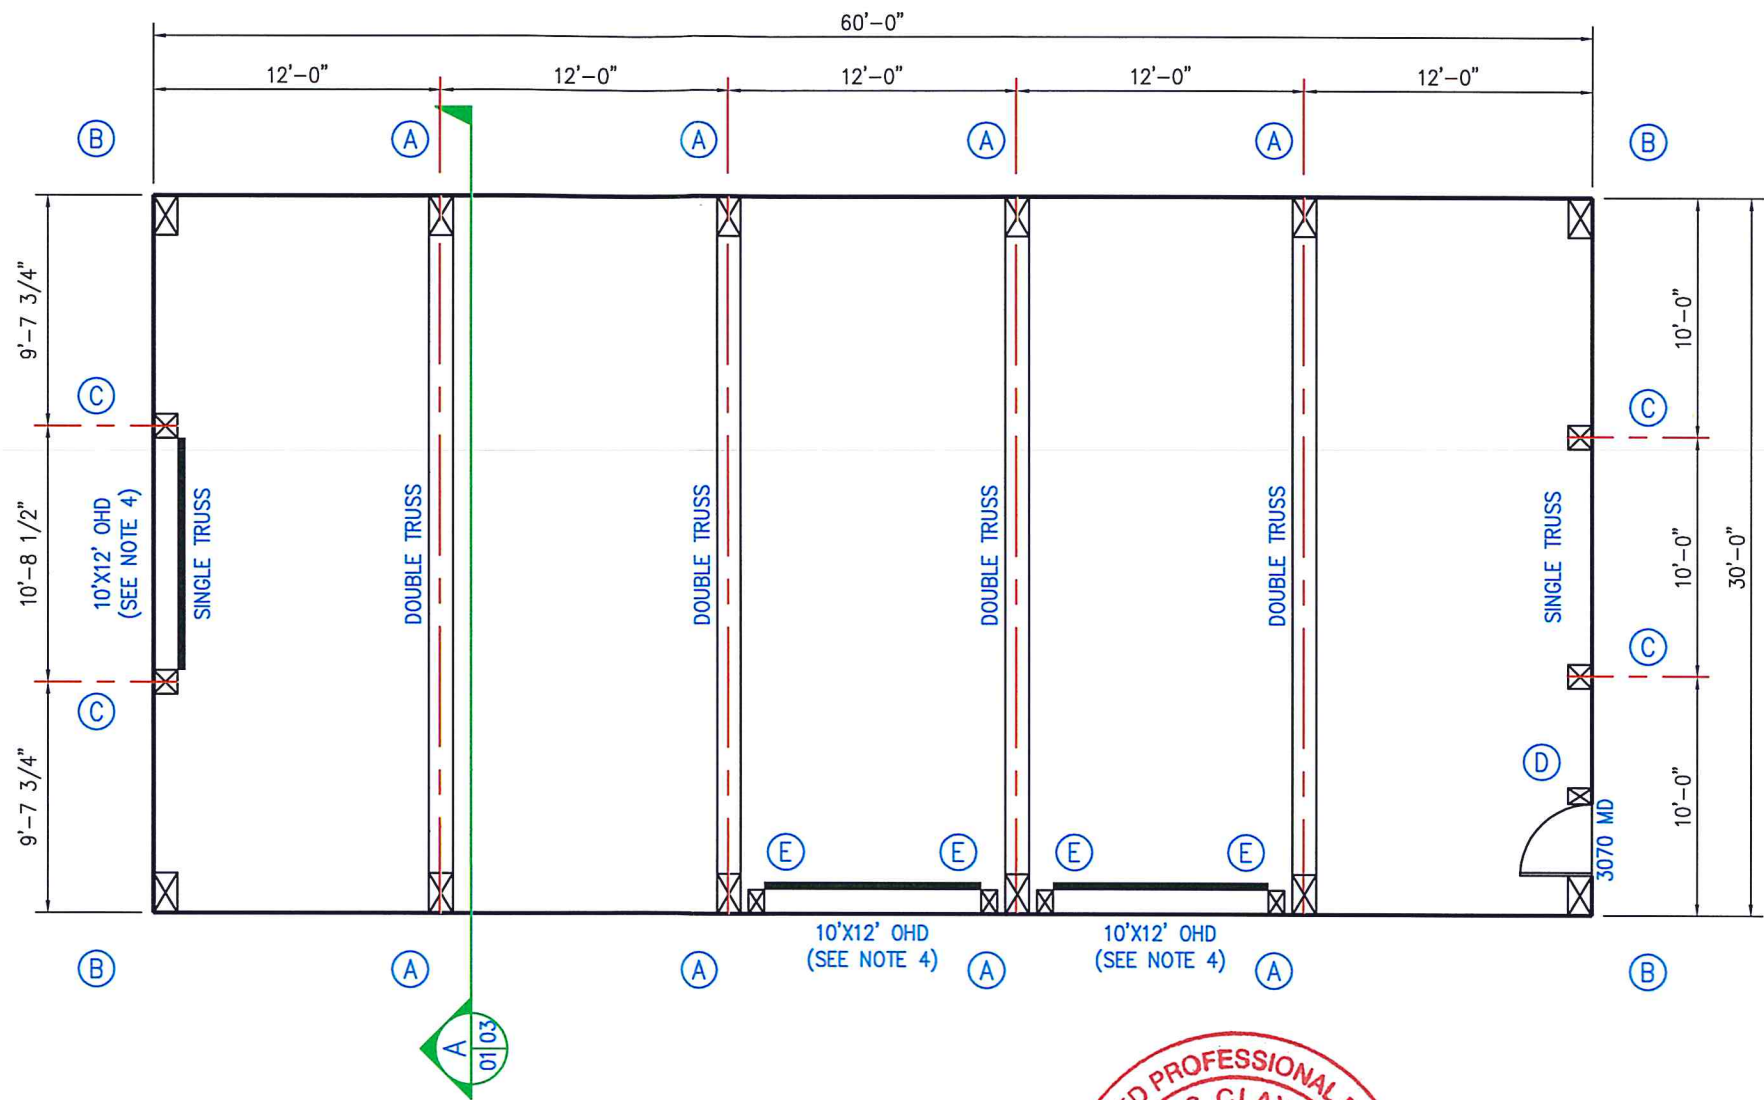 60'-0"
12'-0" 12'-0" 12'-0" 12'-0" 12'-0"
B A A A A B
9'-7 3/4"
10'-0"
C
C
10'-8 1/2"
10'X12' OHD
(SEE NOTE 4)
SINGLE TRUSS
DOUBLE TRUSS
DOUBLE TRUSS
DOUBLE TRUSS
DOUBLE TRUSS
SINGLE TRUSS
10'-0"
30'-0"
C
C
9'-7 3/4"
D
3070 MD
10'-0"
E E E E
10'X12' OHD
(SEE NOTE 4)
10'X12' OHD
(SEE NOTE 4)
B A A A A B
A
01 03
PROFESSIONAL